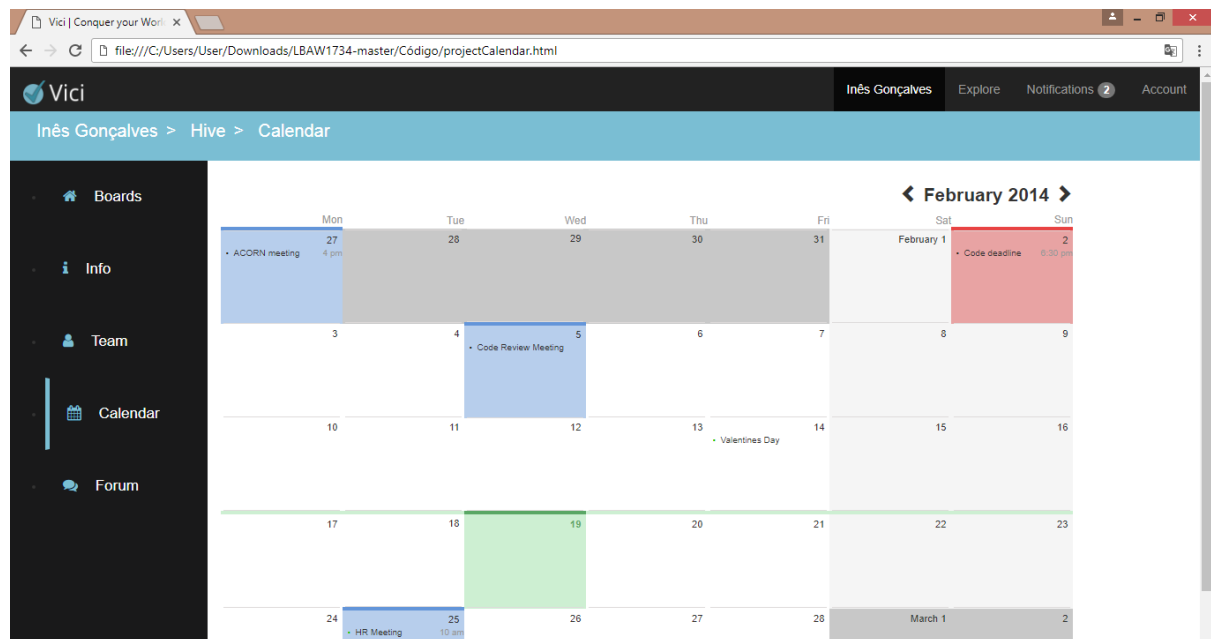 Vici | Conquer your Work
file:///C:/Users/User/Downloads/LBAW1734-master/Código/projectCalendar.html
Vici
Inês Gonçalves Explore Notifications 2 Account
Inês Gonçalves > Hive > Calendar
Boards
Info
Team
Calendar
Forum
February 2014
Mon Tue Wed Thu Fri Sat Sun
27 28 29 30 31 February 1 2
ACORN meeting 4 pm Code deadline 6:30 pm
3 4 5 6 7 8 9
Code Review Meeting
10 11 12 13 14 15 16
Valentines Day
17 18 19 20 21 22 23
24 25 26 27 28 March 1 2
HR Meeting 10 am